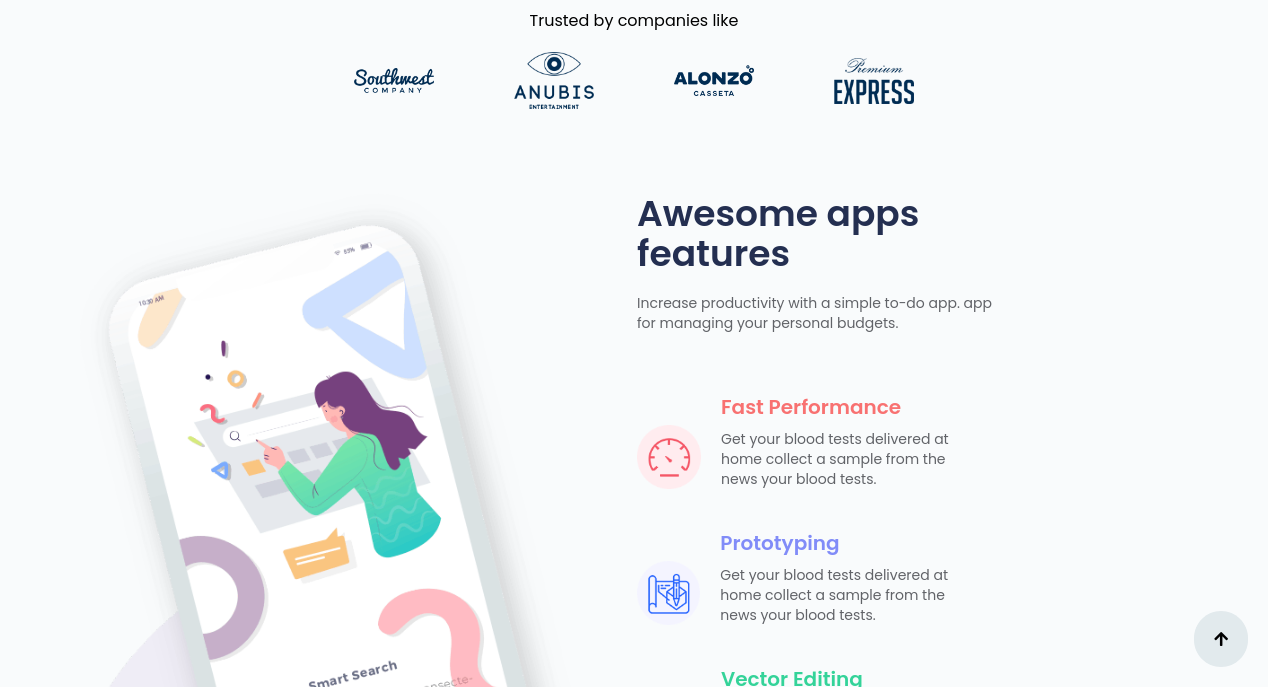 Trusted by companies like
Southwest
COMPANY
ANUBIS
ENTERTAINMENT
ALONZO
CASSETA
Premium
EXPRESS
Awesome apps
features
Increase productivity with a simple to-do app. app
for managing your personal budgets.
10:30 AM
85%
Smart Search
Fast Performance
Get your blood tests delivered at
home collect a sample from the
news your blood tests.
Prototyping
Get your blood tests delivered at
home collect a sample from the
news your blood tests.
Vector Editing